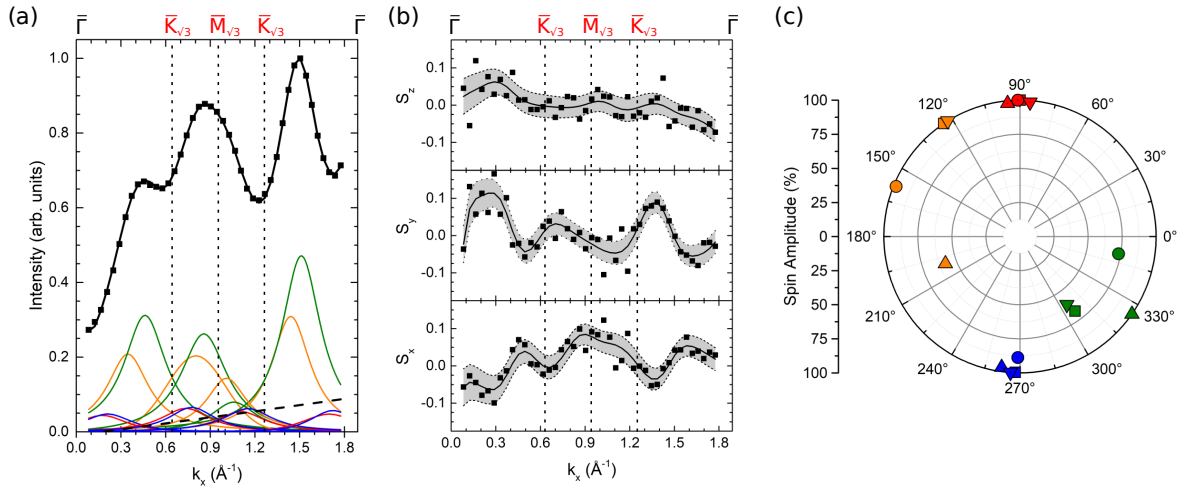 (a)
Γ̅ K̅√3 M̅√3 K̅√3 Γ̅
Intensity (arb. units)
1.0
0.8
0.6
0.4
0.2
0.0
0.0 0.3 0.6 0.9 1.2 1.5 1.8
kx (Å-1)
(b)
Γ̅ K̅√3 M̅√3 K̅√3 Γ̅
Sz
0.1
0.0
-0.1
Sy
0.1
0.0
-0.1
Sx
0.1
0.0
-0.1
0.0 0.3 0.6 0.9 1.2 1.5 1.8
kx (Å-1)
(c)
Spin Amplitude (%)
100
75
50
25
0
25
50
75
100
90°
120° 60°
150° 30°
180° 0°
210° 330°
240° 300°
270°